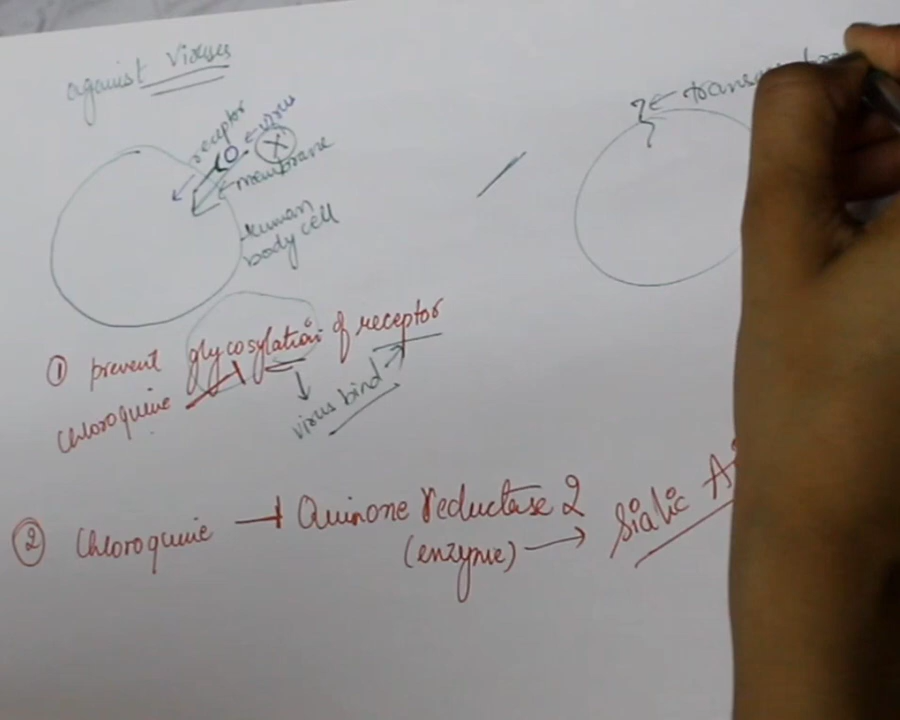 against Viruses
receptor
virus
membrane
Human
body cell
① prevent glycosylation of receptor
chloroquine
virus bind
② Chloroquine ⊣ Quinone reductase 2
(enzyme) → Sialic